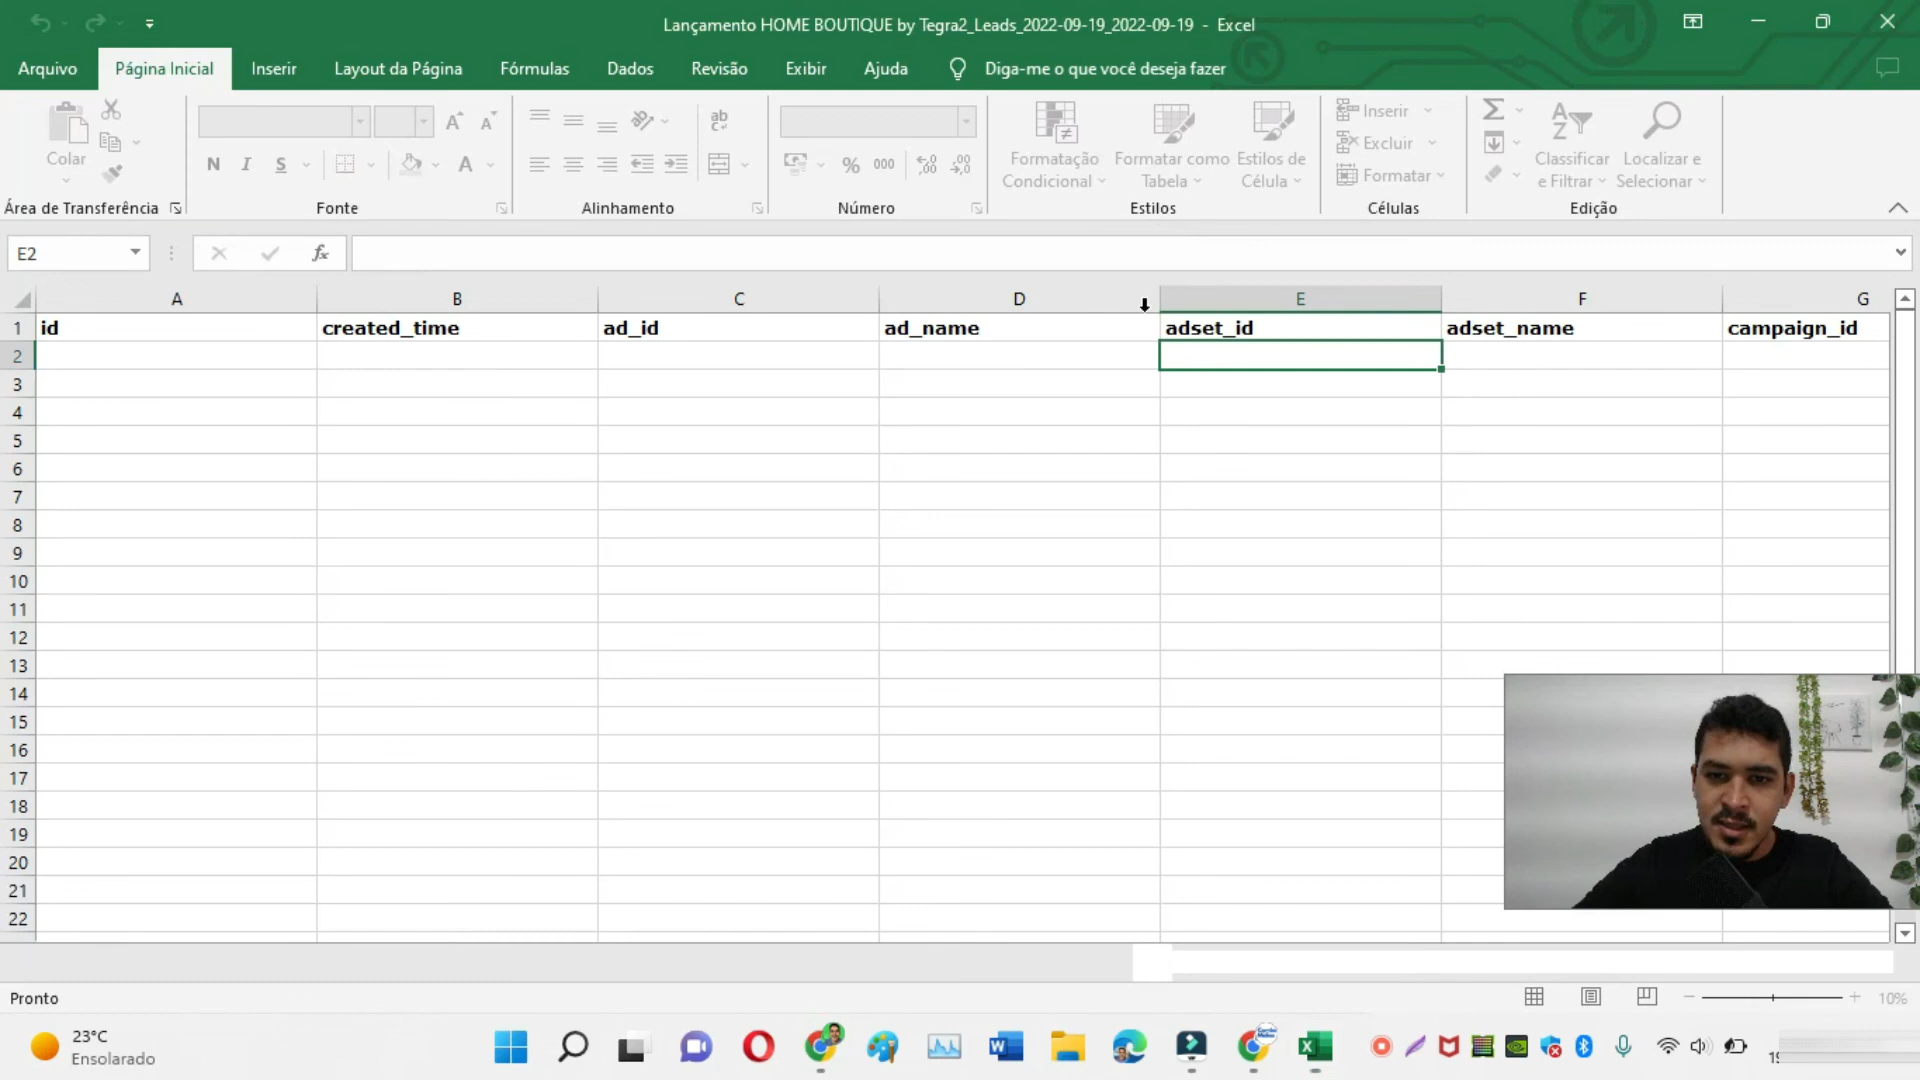 Lançamento HOME BOUTIQUE by Tegra2_Leads_2022-09-19_2022-09-19 - Excel
Arquivo Página Inicial Inserir Layout da Página Fórmulas Dados Revisão Exibir Ajuda Diga-me o que você deseja fazer
Colar
N I S
A A
ab
% 000
Formatação Condicional
Formatar como Tabela
Estilos de Célula
Inserir
Excluir
Formatar
Classificar e Filtrar
Localizar e Selecionar
Área de Transferência Fonte Alinhamento Número Estilos Células Edição
E2 fx
A B C D E F G
1 id created_time ad_id ad_name adset_id adset_name campaign_id
2
3
4
5
6
7
8
9
10
11
12
13
14
15
16
17
18
19
20
21
22
Pronto 10%
23°C
Ensolarado